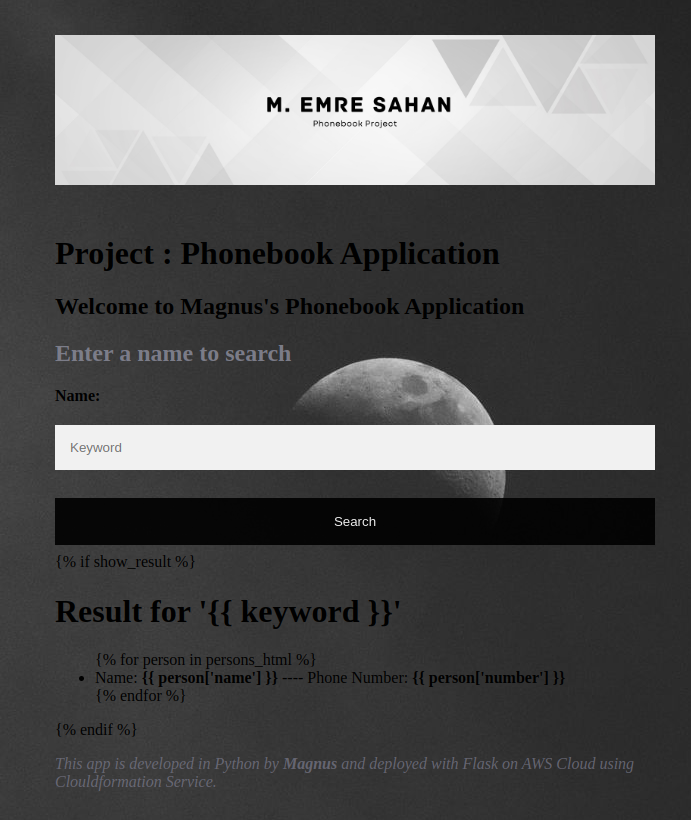 M. EMRE SAHAN
Phonebook Project
Project : Phonebook Application
Welcome to Magnus's Phonebook Application
Enter a name to search
Name:
Keyword
Search
{% if show_result %}
Result for '{{ keyword }}'
{% for person in persons_html %}
• Name: {{ person['name'] }} ---- Phone Number: {{ person['number'] }}
{% endfor %}
{% endif %}
This app is developed in Python by Magnus and deployed with Flask on AWS Cloud using
Clouldformation Service.